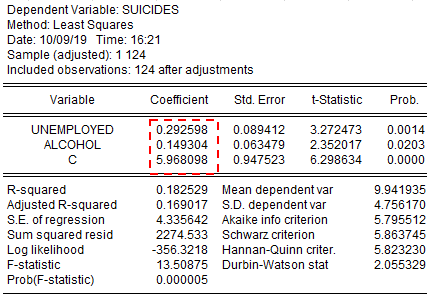 Dependent Variable: SUICIDES
Method: Least Squares
Date: 10/09/19 Time: 16:21
Sample (adjusted): 1 124
Included observations: 124 after adjustments
Variable Coefficient Std. Error t-Statistic Prob.
UNEMPLOYED 0.292598 0.089412 3.272473 0.0014
ALCOHOL 0.149304 0.063479 2.352017 0.0203
C 5.968098 0.947523 6.298634 0.0000
R-squared 0.182529 Mean dependent var 9.941935
Adjusted R-squared 0.169017 S.D. dependent var 4.756170
S.E. of regression 4.335642 Akaike info criterion 5.795512
Sum squared resid 2274.533 Schwarz criterion 5.863745
Log likelihood -356.3218 Hannan-Quinn criter. 5.823230
F-statistic 13.50875 Durbin-Watson stat 2.055329
Prob(F-statistic) 0.000005